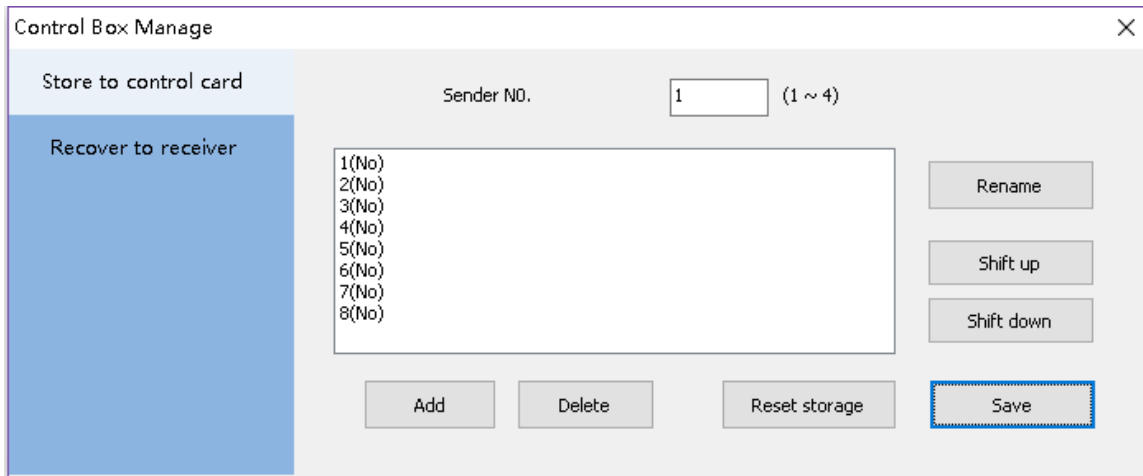 Control Box Manage
Store to control card
Recover to receiver
Sender N0. 1 (1 ~ 4)
1(No)
2(No)
3(No)
4(No)
5(No)
6(No)
7(No)
8(No)
Rename
Shift up
Shift down
Add Delete Reset storage Save